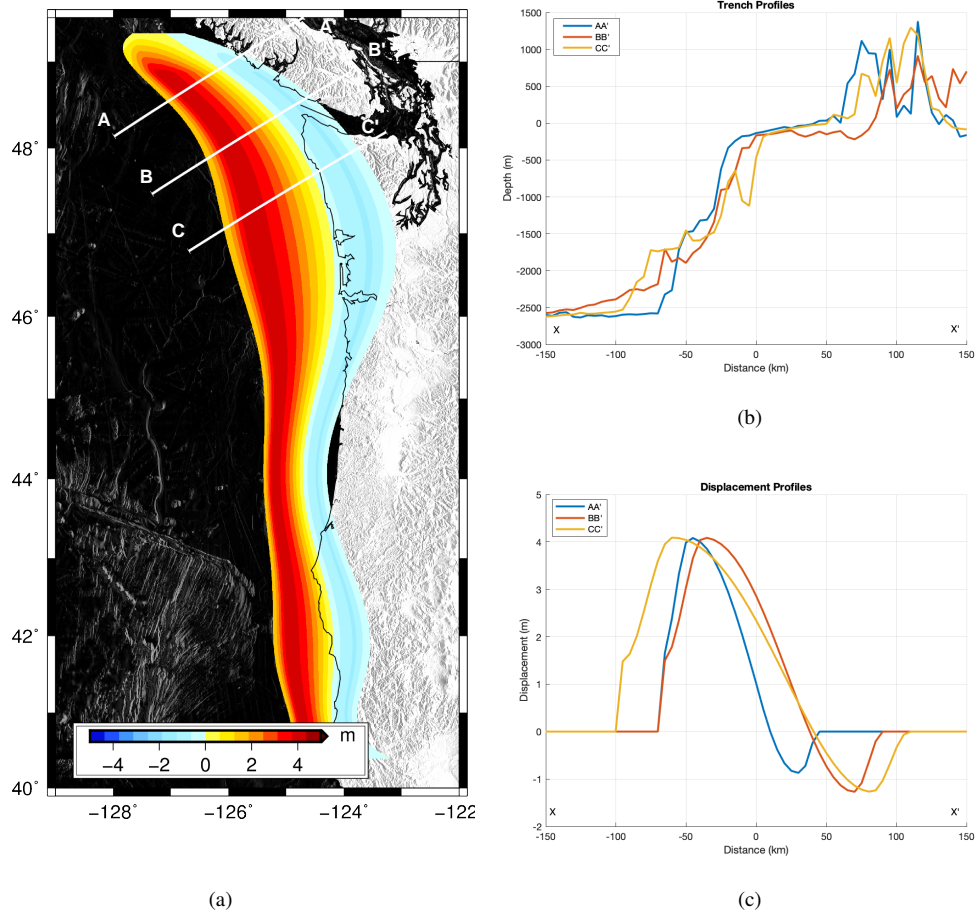 A
A'
B
B'
C
C'
48°
46°
44°
42°
40°
−128
−126
−124
−122
−4
−2
0
2
4
m
(a)
Trench Profiles
AA'
BB'
CC'
Depth (m)
1500
1000
500
0
-500
-1000
-1500
-2000
-2500
-3000
X
X'
-150
-100
-50
0
50
100
150
Distance (km)
(b)
Displacement Profiles
AA'
BB'
CC'
Displacement (m)
5
4
3
2
1
0
-1
-2
X
X'
-150
-100
-50
0
50
100
150
Distance (km)
(c)